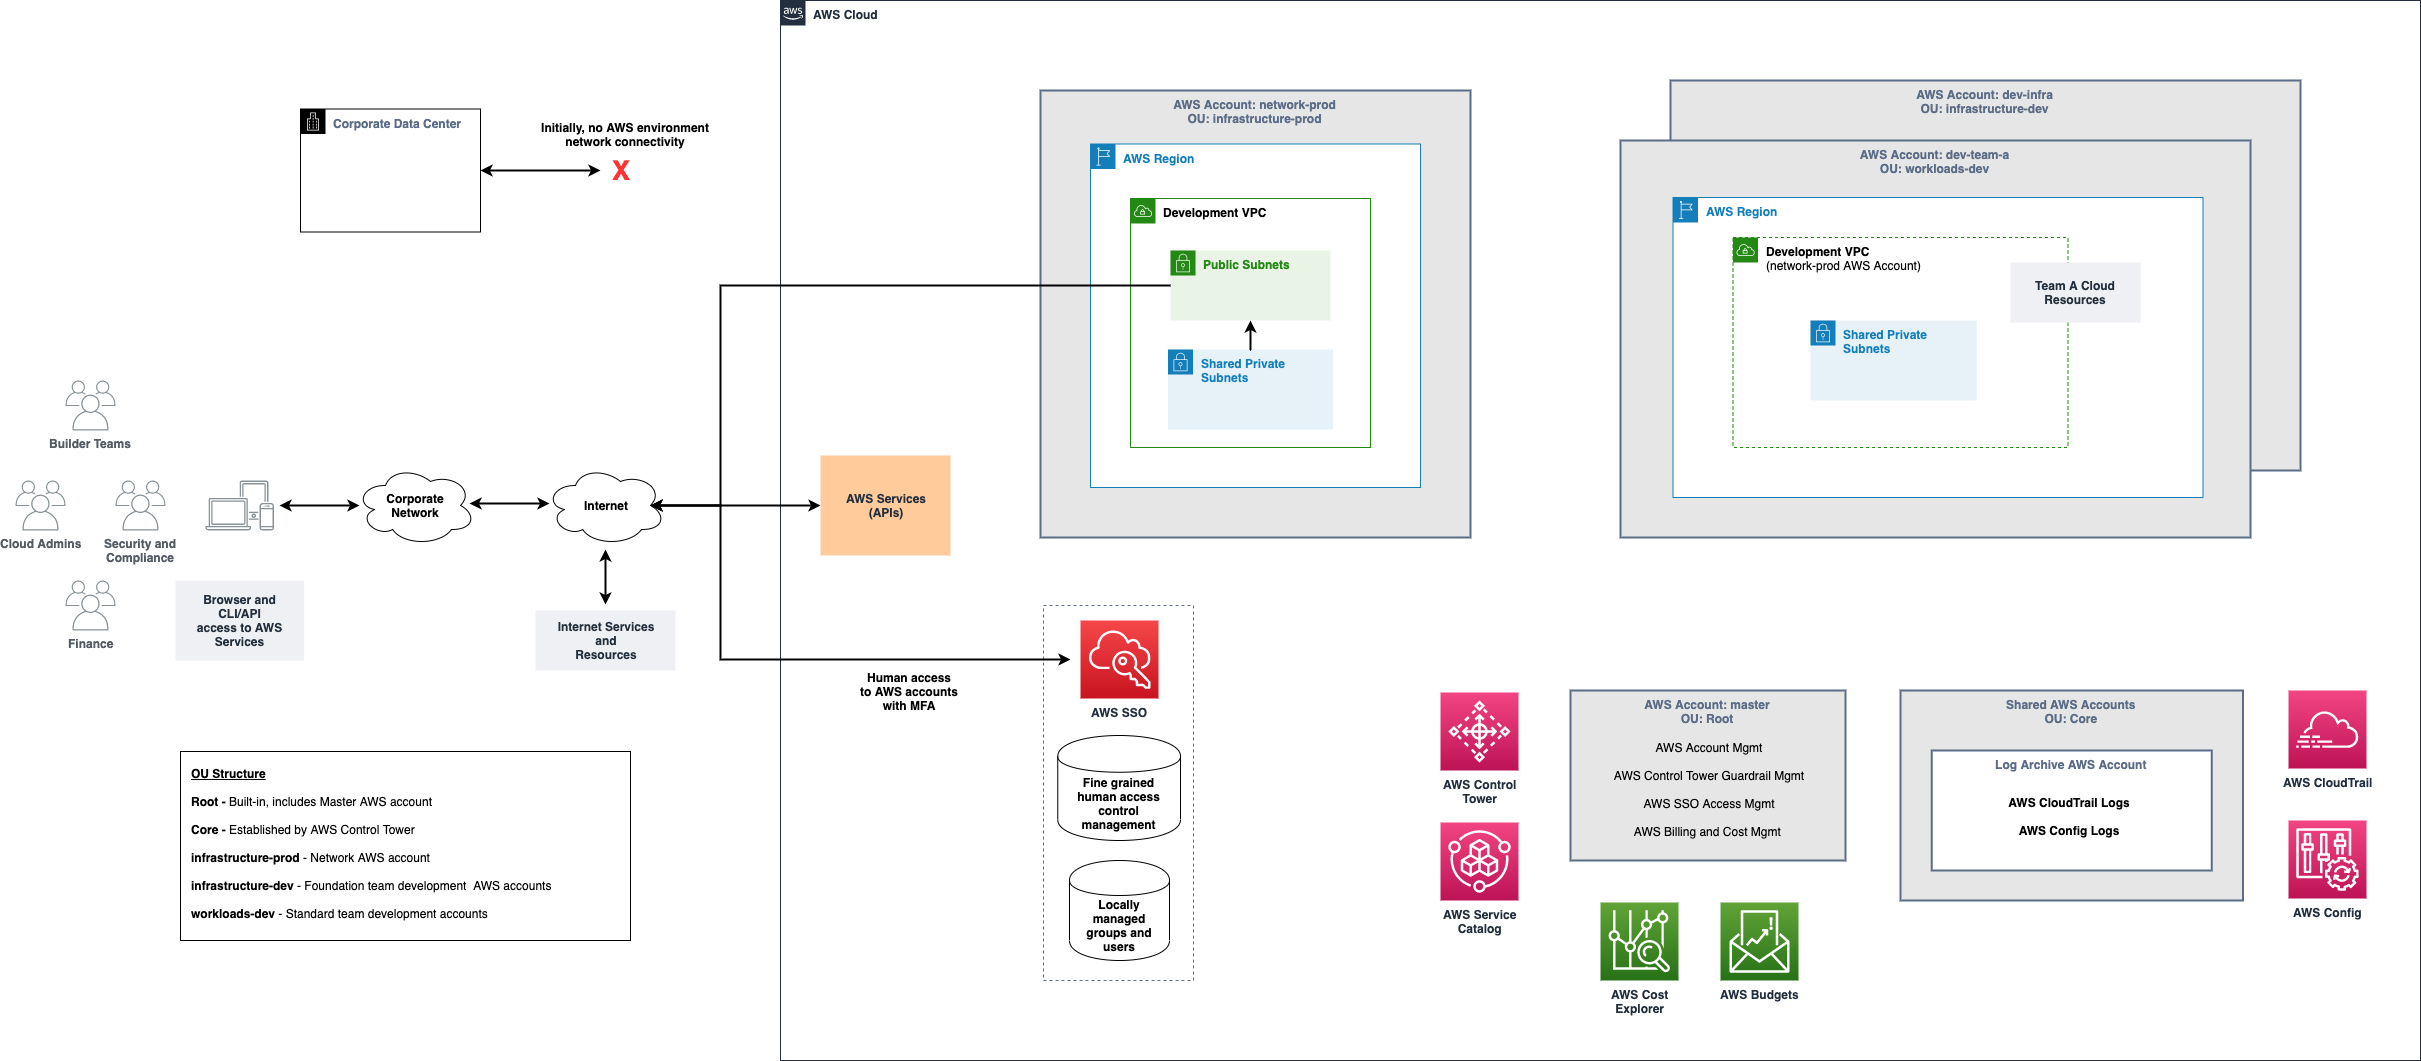 aws
AWS Cloud
Corporate Data Center
Initially, no AWS environment
network connectivity
X
AWS Account: network-prod
OU: infrastructure-prod
AWS Region
Development VPC
Public Subnets
Shared Private
Subnets
AWS Account: dev-infra
OU: infrastructure-dev
AWS Account: dev-team-a
OU: workloads-dev
AWS Region
Development VPC
(network-prod AWS Account)
Team A Cloud
Resources
Shared Private
Subnets
Builder Teams
Cloud Admins
Security and
Compliance
Finance
Browser and
CLI/API
access to AWS
Services
Corporate
Network
Internet
Internet Services
and
Resources
AWS Services
(APIs)
Human access
to AWS accounts
with MFA
AWS SSO
Fine grained
human access
control
management
Locally
managed
groups and
users
OU Structure
Root - Built-in, includes Master AWS account
Core - Established by AWS Control Tower
infrastructure-prod - Network AWS account
infrastructure-dev - Foundation team development AWS accounts
workloads-dev - Standard team development accounts
AWS Control
Tower
AWS Service
Catalog
AWS Account: master
OU: Root
AWS Account Mgmt
AWS Control Tower Guardrail Mgmt
AWS SSO Access Mgmt
AWS Billing and Cost Mgmt
AWS Cost
Explorer
AWS Budgets
Shared AWS Accounts
OU: Core
Log Archive AWS Account
AWS CloudTrail Logs
AWS Config Logs
AWS CloudTrail
AWS Config